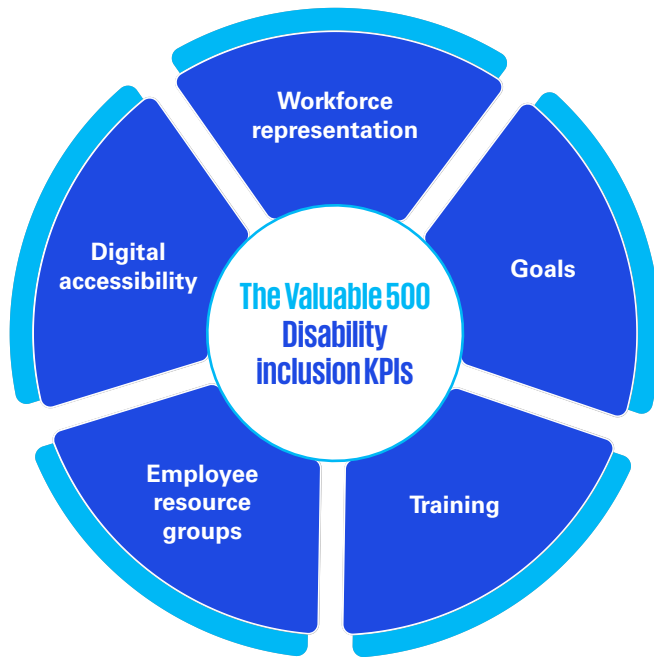 Workforce
representation
Goals
Training
Employee
resource
groups
Digital
accessibility
The Valuable 500
Disability
inclusion KPIs